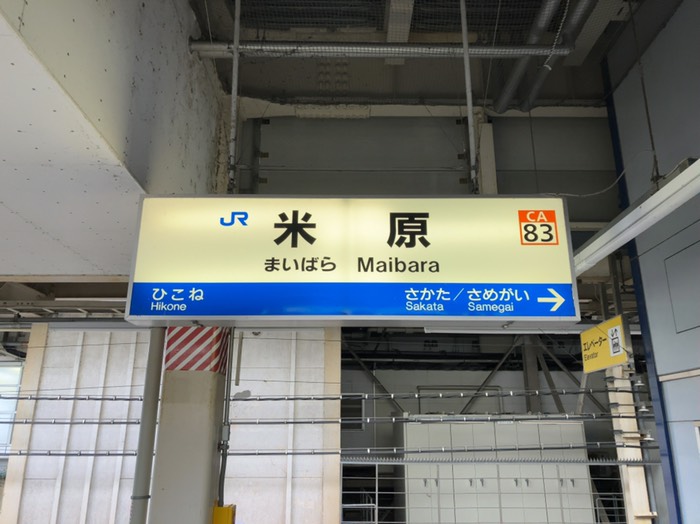 JR 米原 CA
まいばら Maibara 83
ひこね さかた／さめがい →
Hikone Sakata Samegai
エレベーター
Elevator